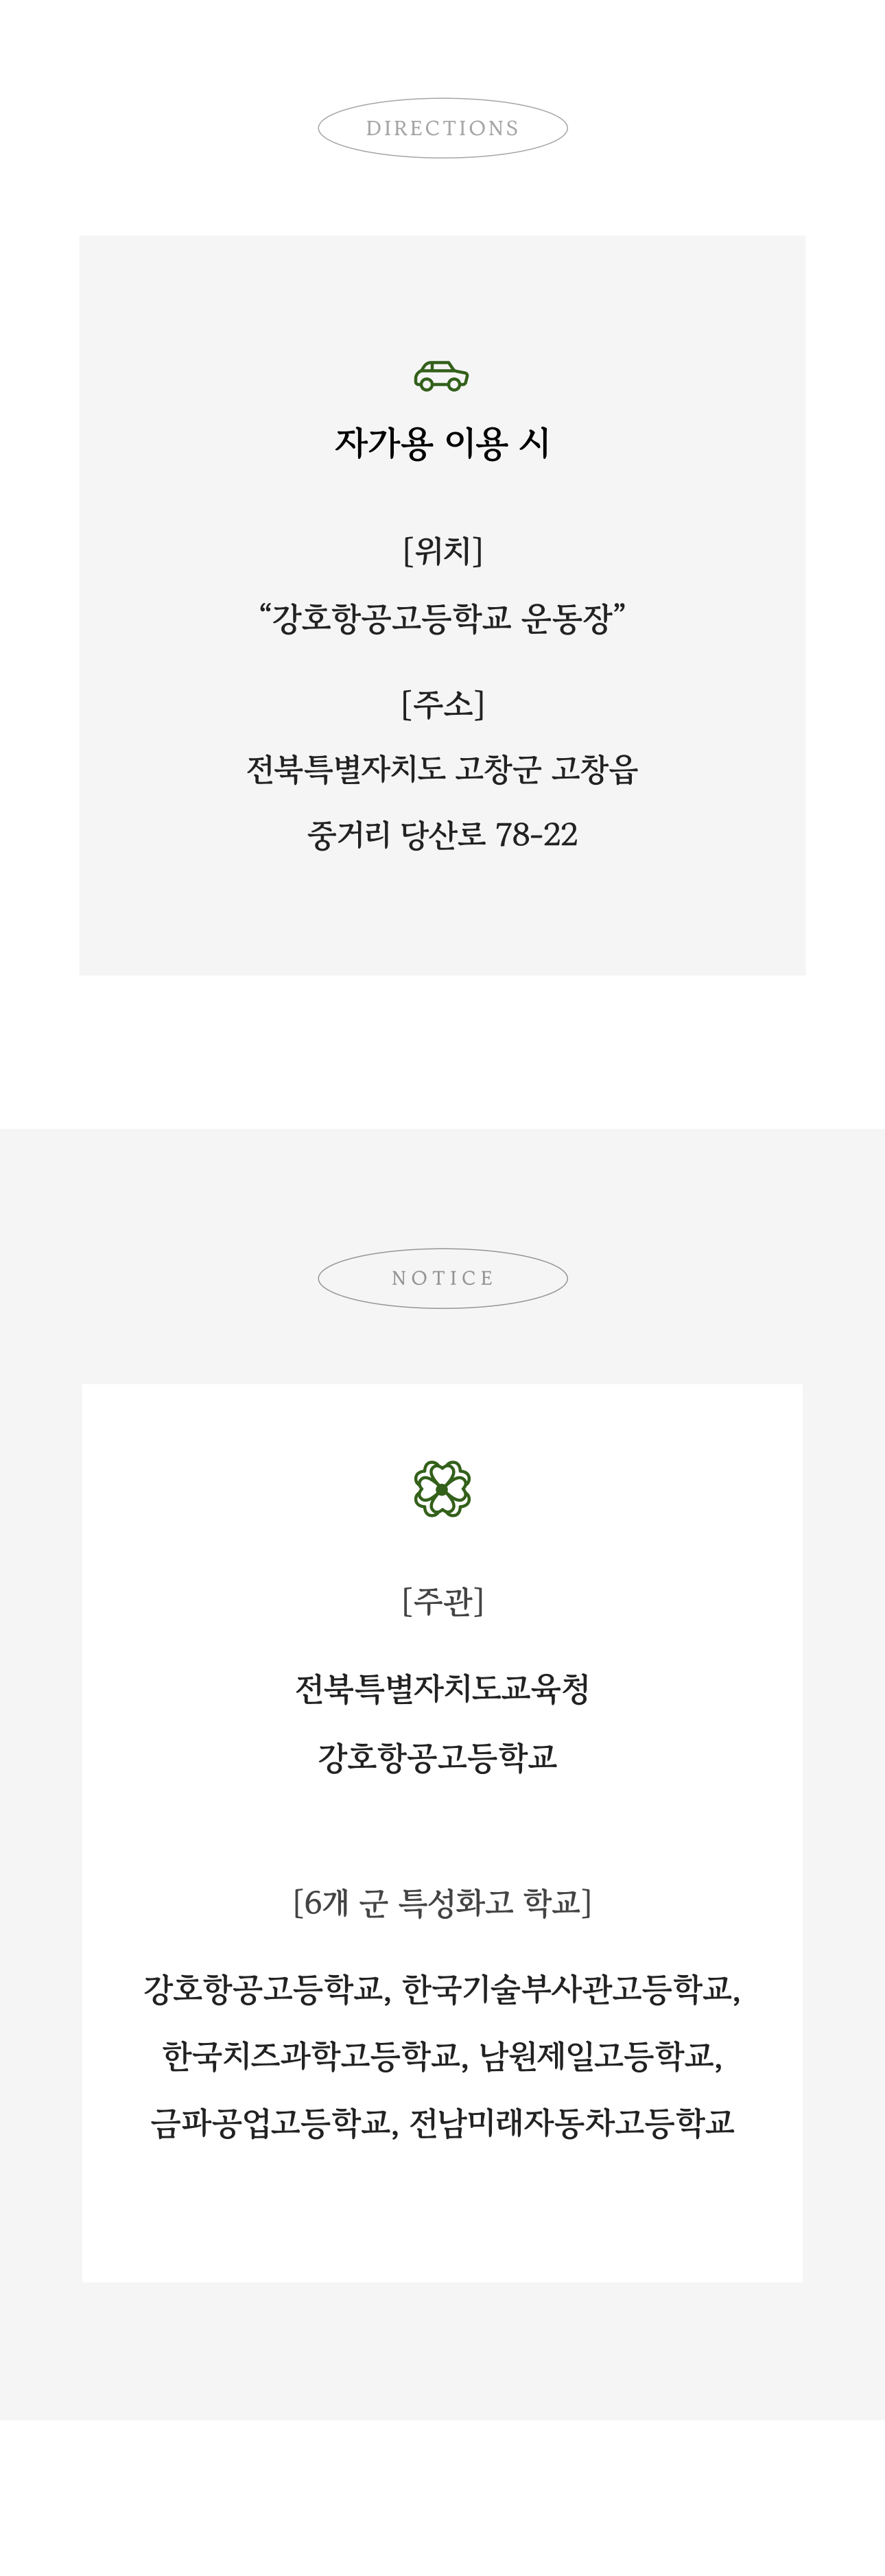 DIRECTIONS
자가용 이용 시
[위치]
“강호항공고등학교 운동장”
[주소]
전북특별자치도 고창군 고창읍
중거리 당산로 78-22
NOTICE
[주관]
전북특별자치도교육청
강호항공고등학교
[6개 군 특성화고 학교]
강호항공고등학교, 한국기술부사관고등학교,
한국치즈과학고등학교, 남원제일고등학교,
금파공업고등학교, 전남미래자동차고등학교